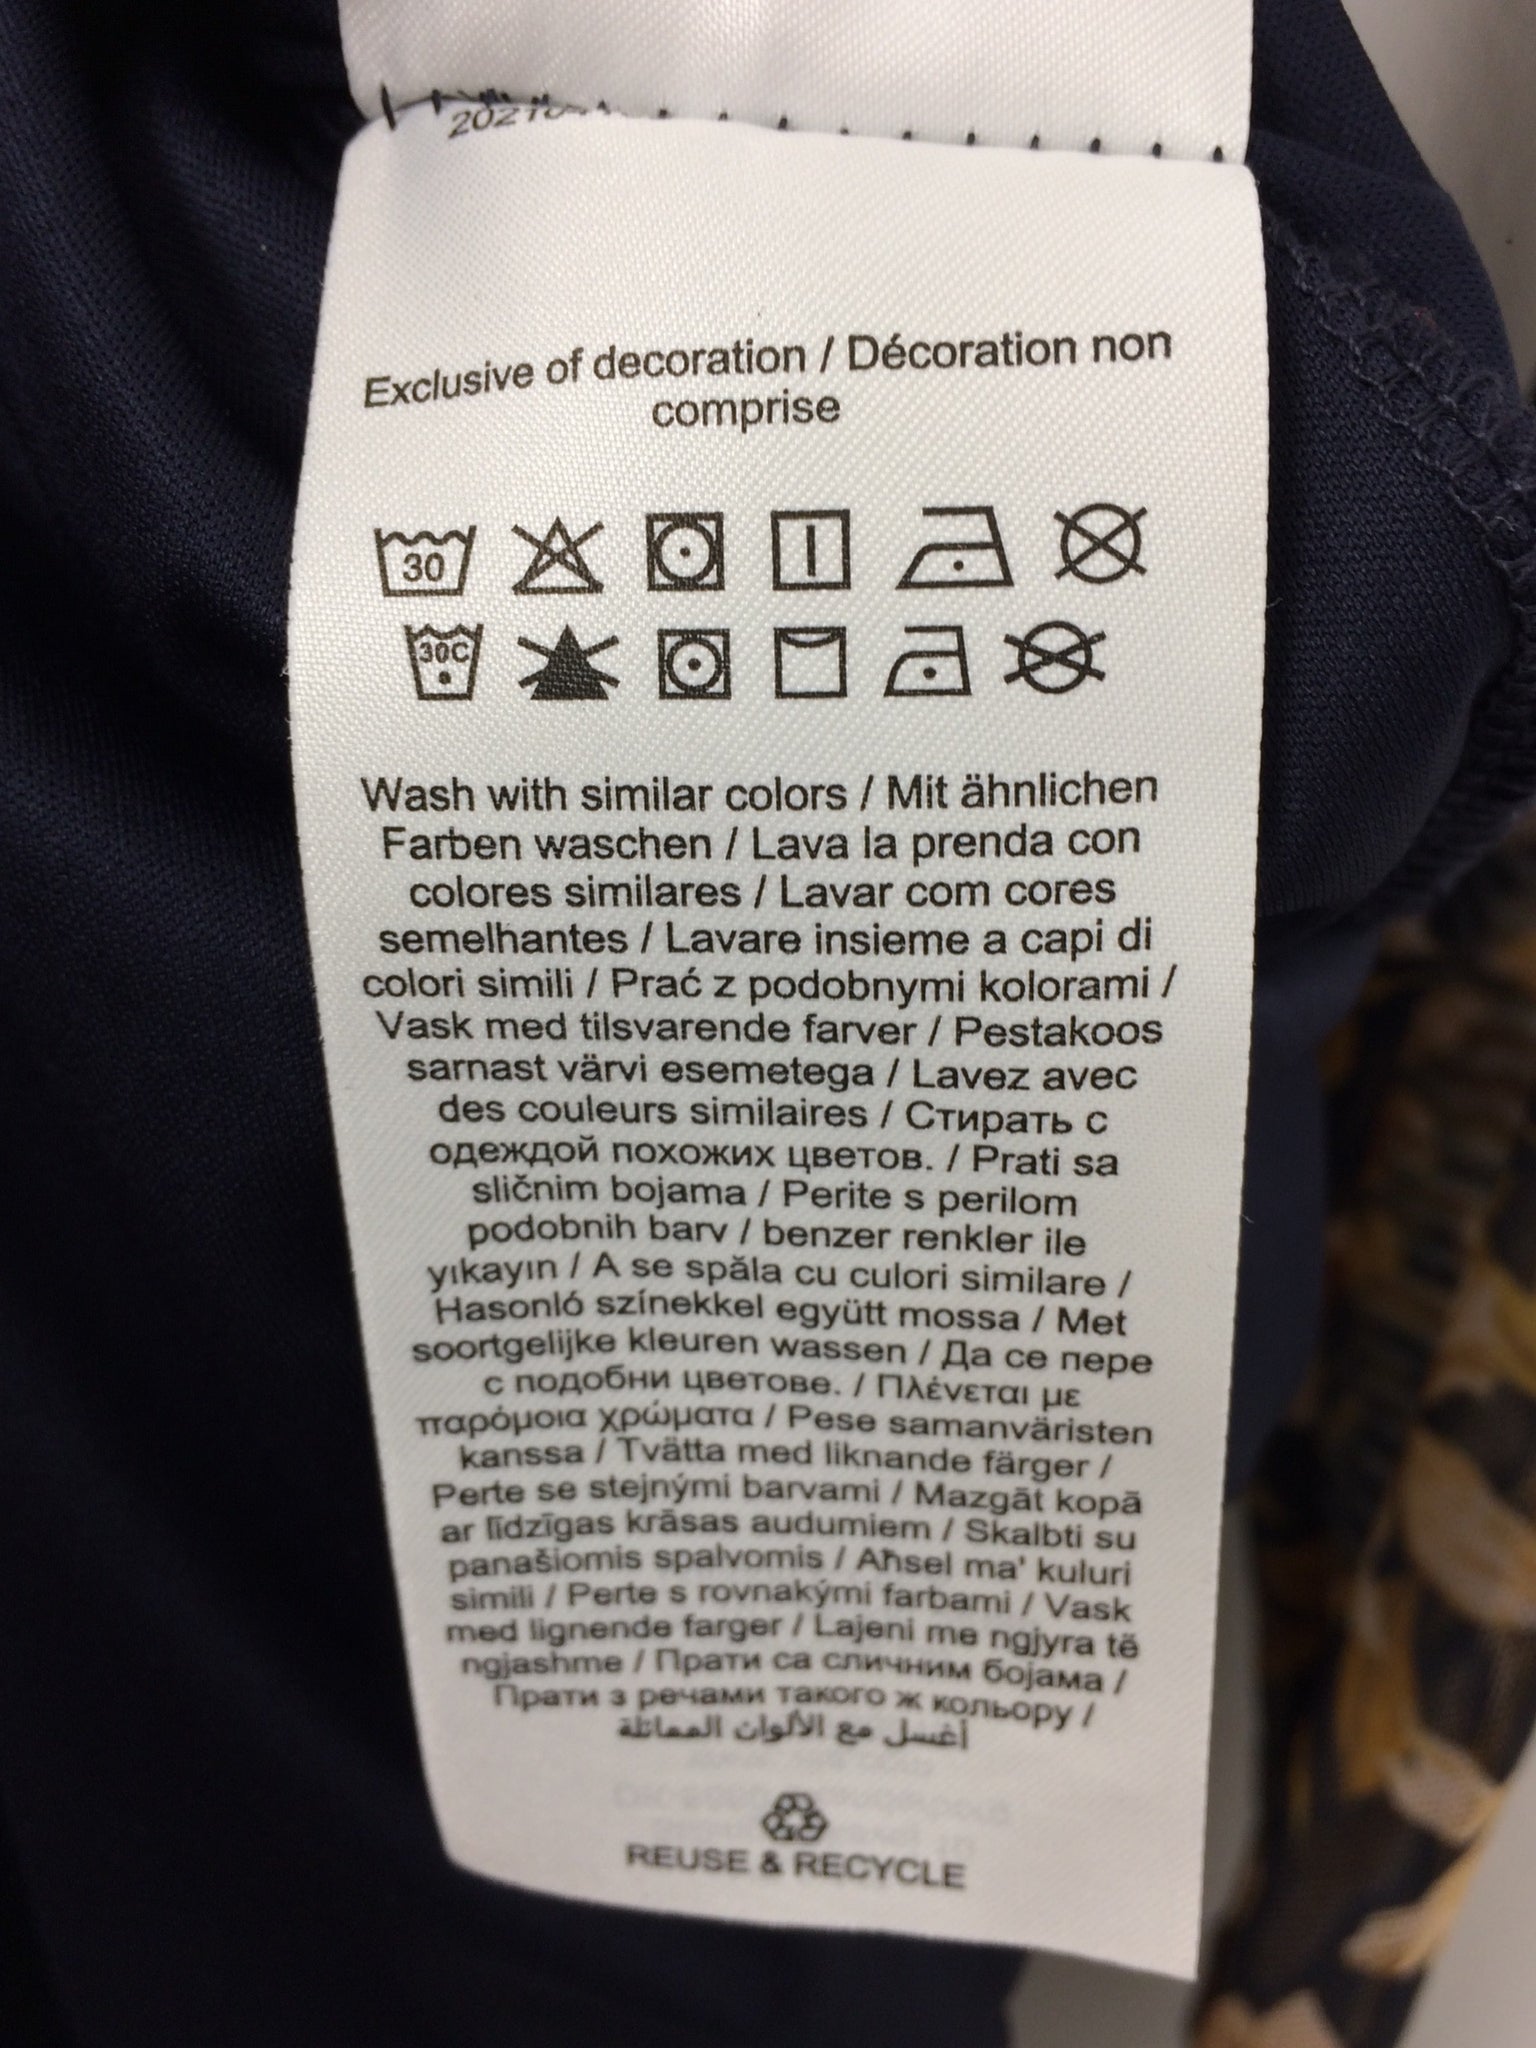 Exclusive of decoration / Décoration non
comprise
30
30C
Wash with similar colors / Mit ähnlichen
Farben waschen / Lava la prenda con
colores similares / Lavar com cores
semelhantes / Lavare insieme a capi di
colori simili / Prać z podobnymi kolorami /
Vask med tilsvarende farver / Pestakoos
sarnast värvi esemetega / Lavez avec
des couleurs similaires / Стирать с
одеждой похожих цветов. / Prati sa
sličnim bojama / Perite s perilom
podobnih barv / benzer renkler ile
yıkayın / A se spăla cu culori similare /
Hasonló színekkel együtt mossa / Met
soortgelijke kleuren wassen / Да се пере
с подобни цветове. / Πλένεται με
παρόμοια χρώματα / Pese samanväristen
kanssa / Tvätta med liknande färger /
Perte se stejnými barvami / Mazgāt kopā
ar līdzīgas krāsas audumiem / Skalbti su
panašiomis spalvomis / Aħsel ma' kuluri
simili / Perte s rovnakými farbami / Vask
med lignende farger / Lajeni me ngjyra të
ngjashme / Прати са сличним бојама /
Прати з речами такого ж кольору /
أغسل مع الألوان المماثلة
REUSE & RECYCLE